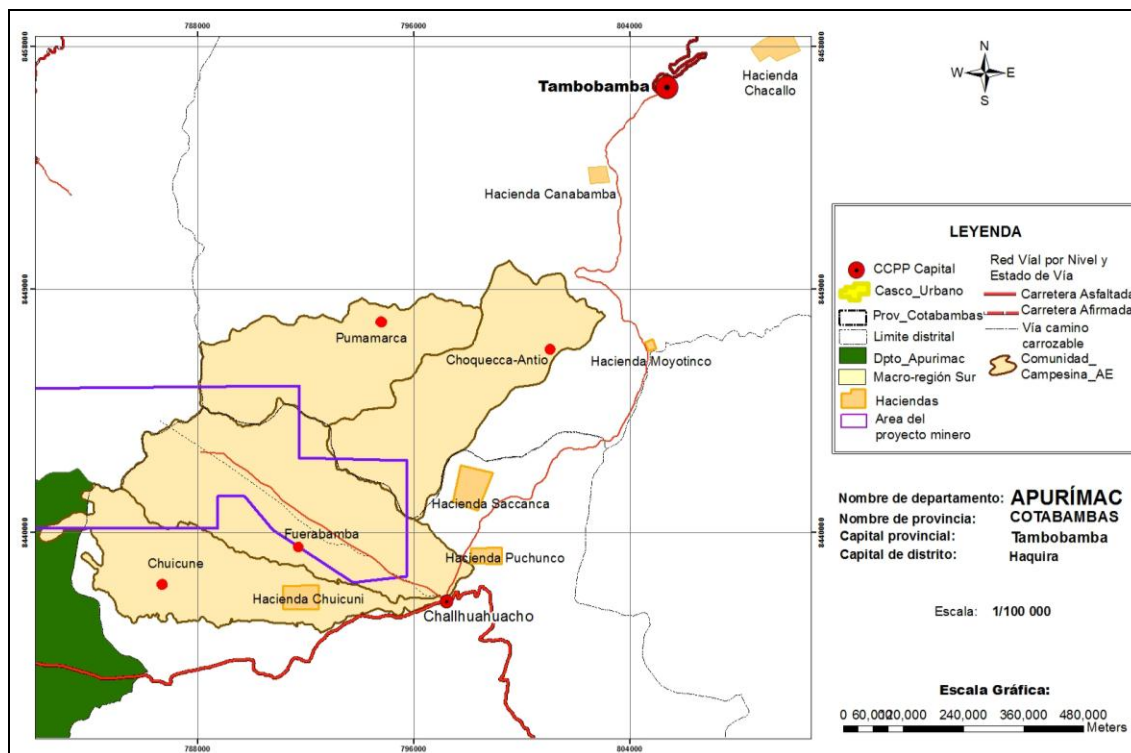 788000
796000
804000
8458000
8458000
Tambobamba
Hacienda
Chacallo
N
W
E
S
Hacienda Canabamba
8449000
8449000
Pumamarca
Choquecca-Antio
Hacienda Moyotinco
Hacienda Saccanca
8440000
8440000
Fuerabamba
Hacienda Puchunco
Chuicune
Hacienda Chuicuni
Challhuahuacho
788000
796000
804000
LEYENDA
CCPP Capital
Casco_Urbano
Prov_Cotabambas
Limite distrital
Dpto_Apurimac
Macro-región Sur
Haciendas
Area del
proyecto minero
Red Vial por Nivel y
Estado de Vía
Carretera Asfaltada
Carretera Afirmada
Vía camino
carrozable
Comunidad_
Campesina_AE
Nombre de departamento: APURÍMAC
Nombre de provincia: COTABAMBAS
Capital provincial: Tambobamba
Capital de distrito: Haquira
Escala: 1/100 000
Escala Gráfica:
0 60,000120,000 240,000 360,000 480,000
Meters